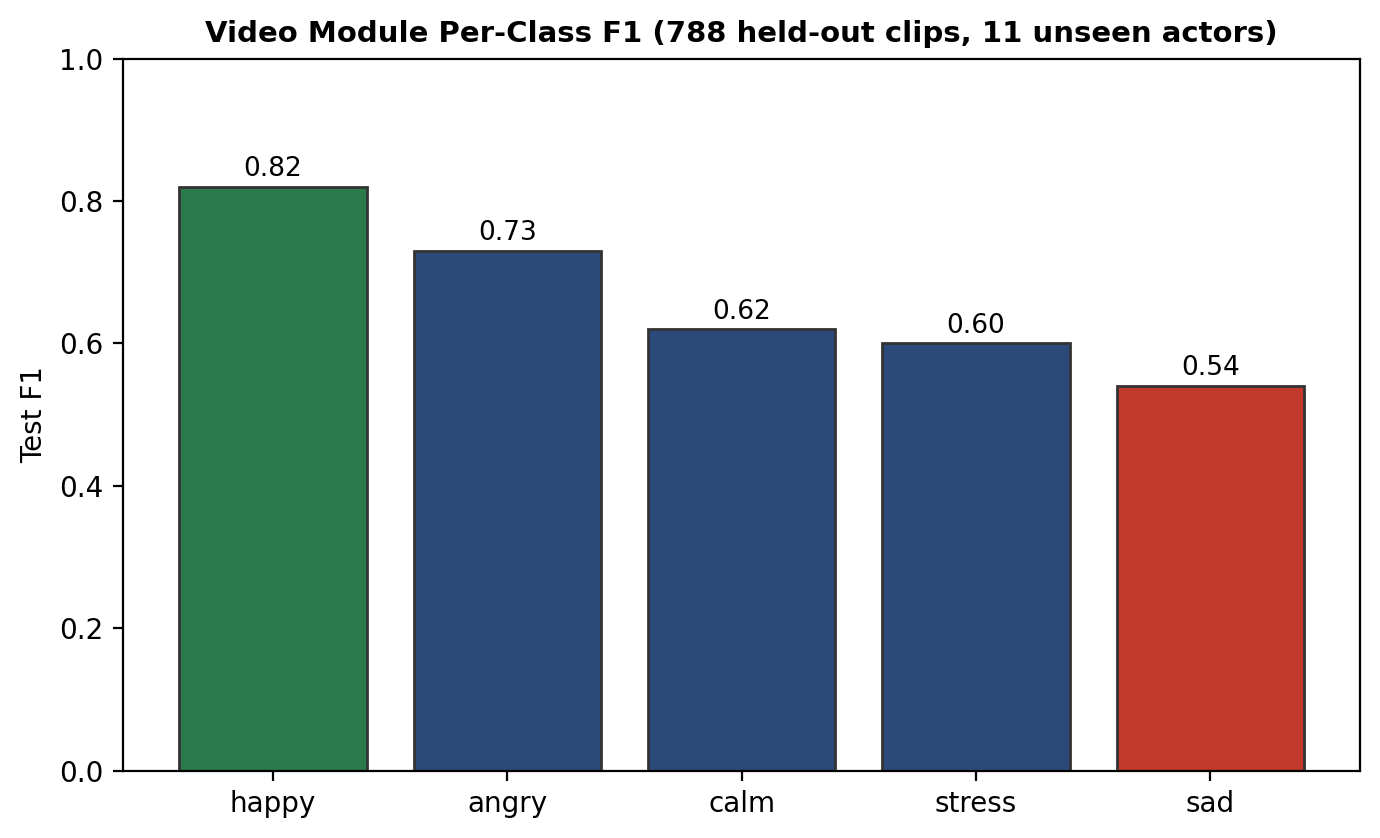 Video Module Per-Class F1 (788 held-out clips, 11 unseen actors)
1.0
0.8
0.6
0.4
0.2
0.0
Test F1
0.82
0.73
0.62
0.60
0.54
happy
angry
calm
stress
sad